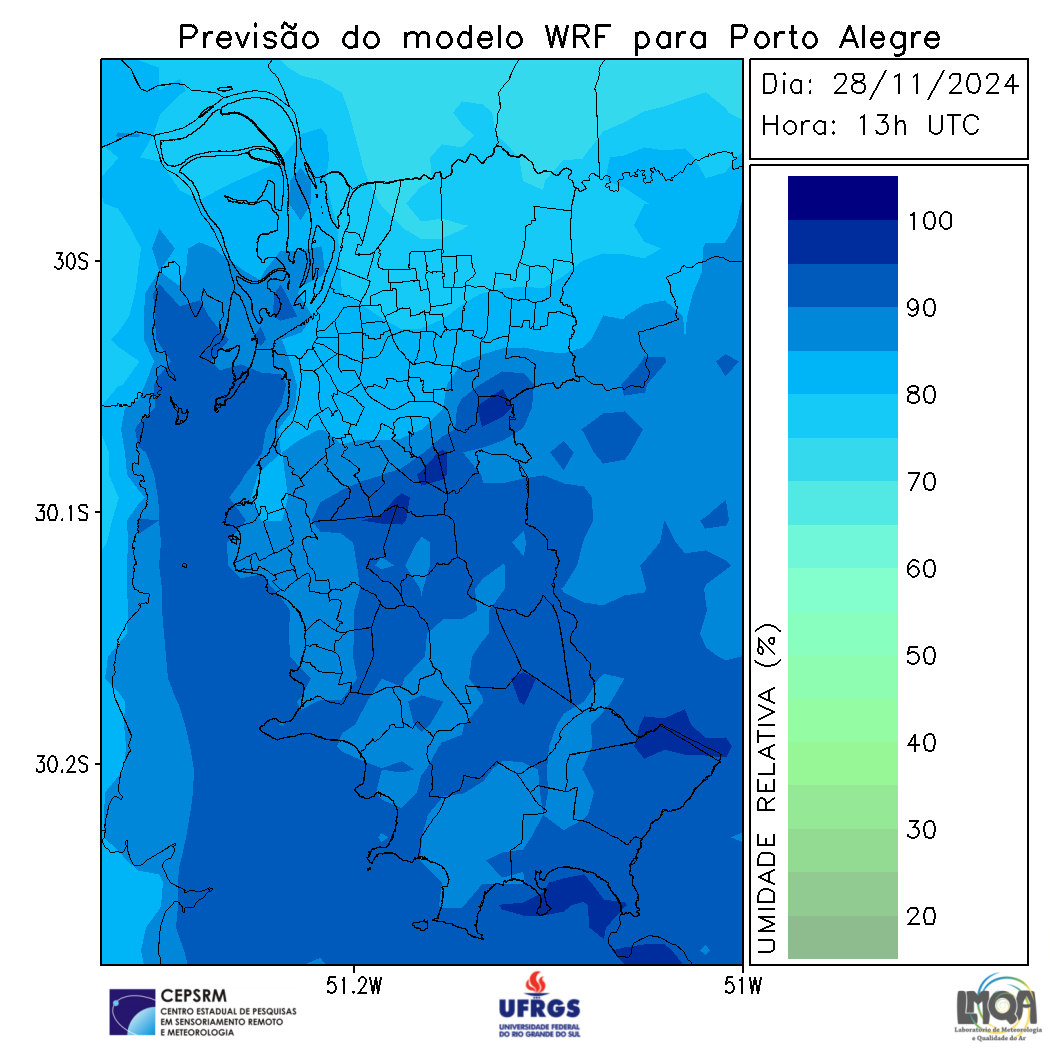 Previsão do modelo WRF para Porto Alegre
Dia: 28/11/2024
Hora: 13h UTC
100
90
80
70
60
50
40
30
20
UMIDADE RELATIVA (%)
30S
30.1S
30.2S
51.2W
51W
CEPSRM
CENTRO ESTADUAL DE PESQUISAS
EM SENSORIAMENTO REMOTO
E METEOROLOGIA
UFRGS
UNIVERSIDADE FEDERAL
DO RIO GRANDE DO SUL
LMQA
Laboratório de Meteorologia
e Qualidade do Ar